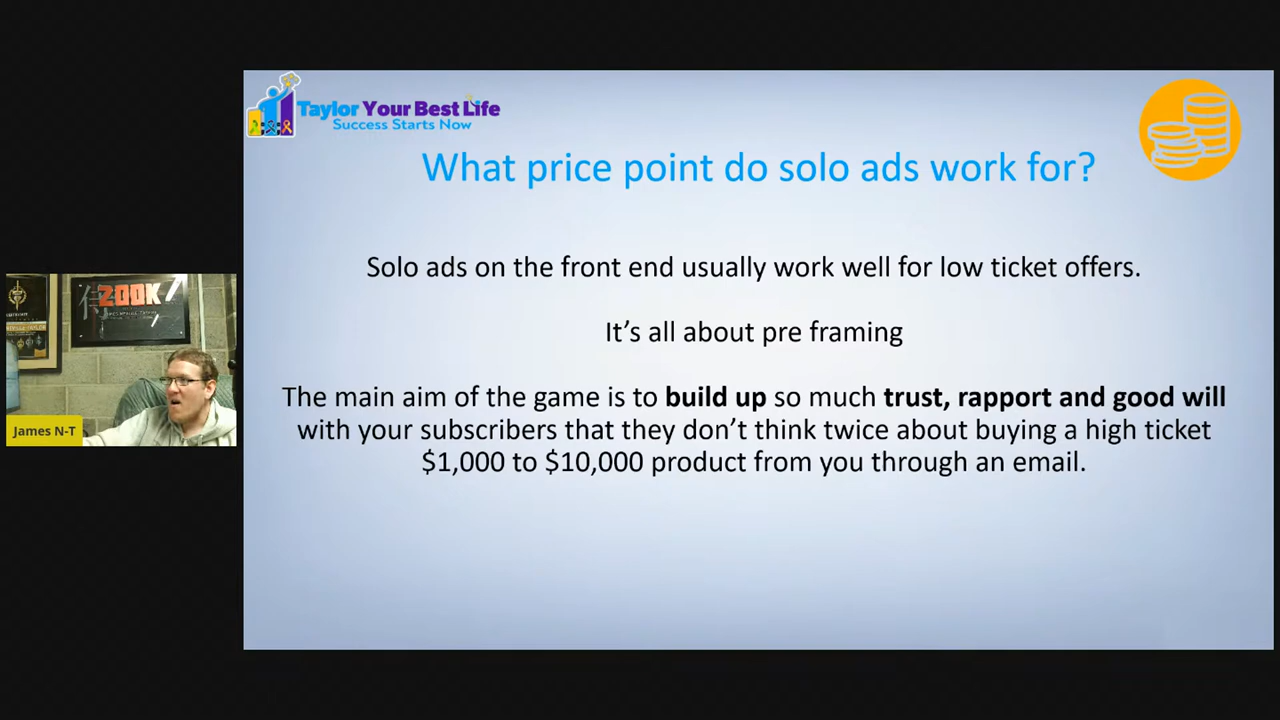 Taylor Your Best Life
Success Starts Now
What price point do solo ads work for?
Solo ads on the front end usually work well for low ticket offers.
It's all about pre framing
The main aim of the game is to build up so much trust, rapport and good will
with your subscribers that they don't think twice about buying a high ticket
$1,000 to $10,000 product from you through an email.
200K
James N-T